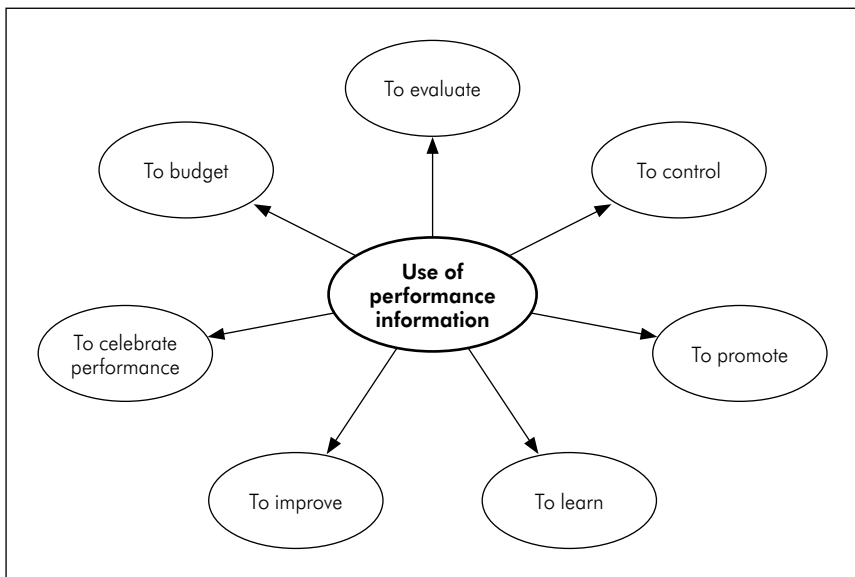 To evaluate
To budget
To control
Use of
performance
information
To celebrate
performance
To promote
To improve
To learn